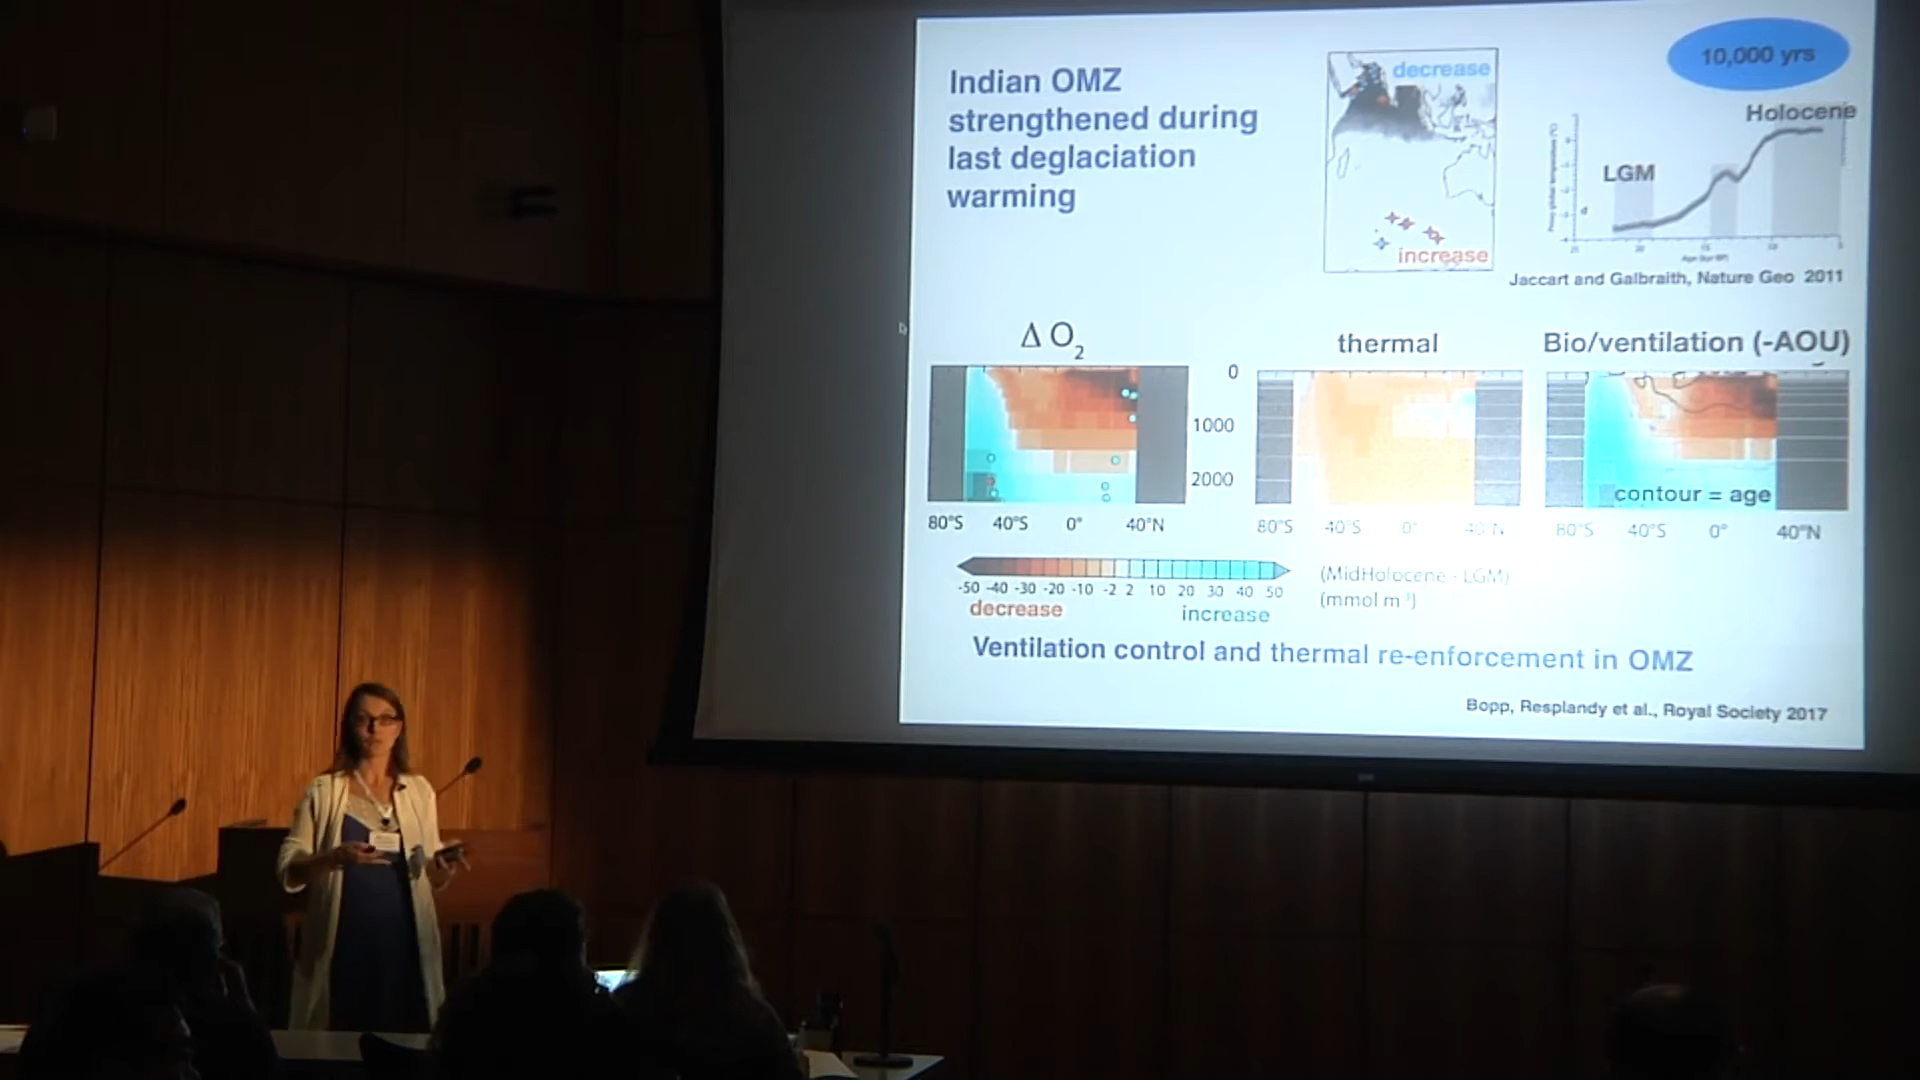 Indian OMZ
strengthened during
last deglaciation
warming
decrease
increase
10,000 yrs
Holocene
LGM
Jaccart and Galbraith, Nature Geo 2011
Δ O2
thermal
Bio/ventilation (-AOU)
0
1000
2000
contour = age
80°S 40°S 0° 40°N
80°S 40°S 0° 40°N
80°S 40°S 0° 40°N
-50 -40 -30 -20 -10 -2 2 10 20 30 40 50
decrease increase
(MidHolocene - LGM)
(mmol m⁻³)
Ventilation control and thermal re-enforcement in OMZ
Bopp, Resplandy et al., Royal Society 2017